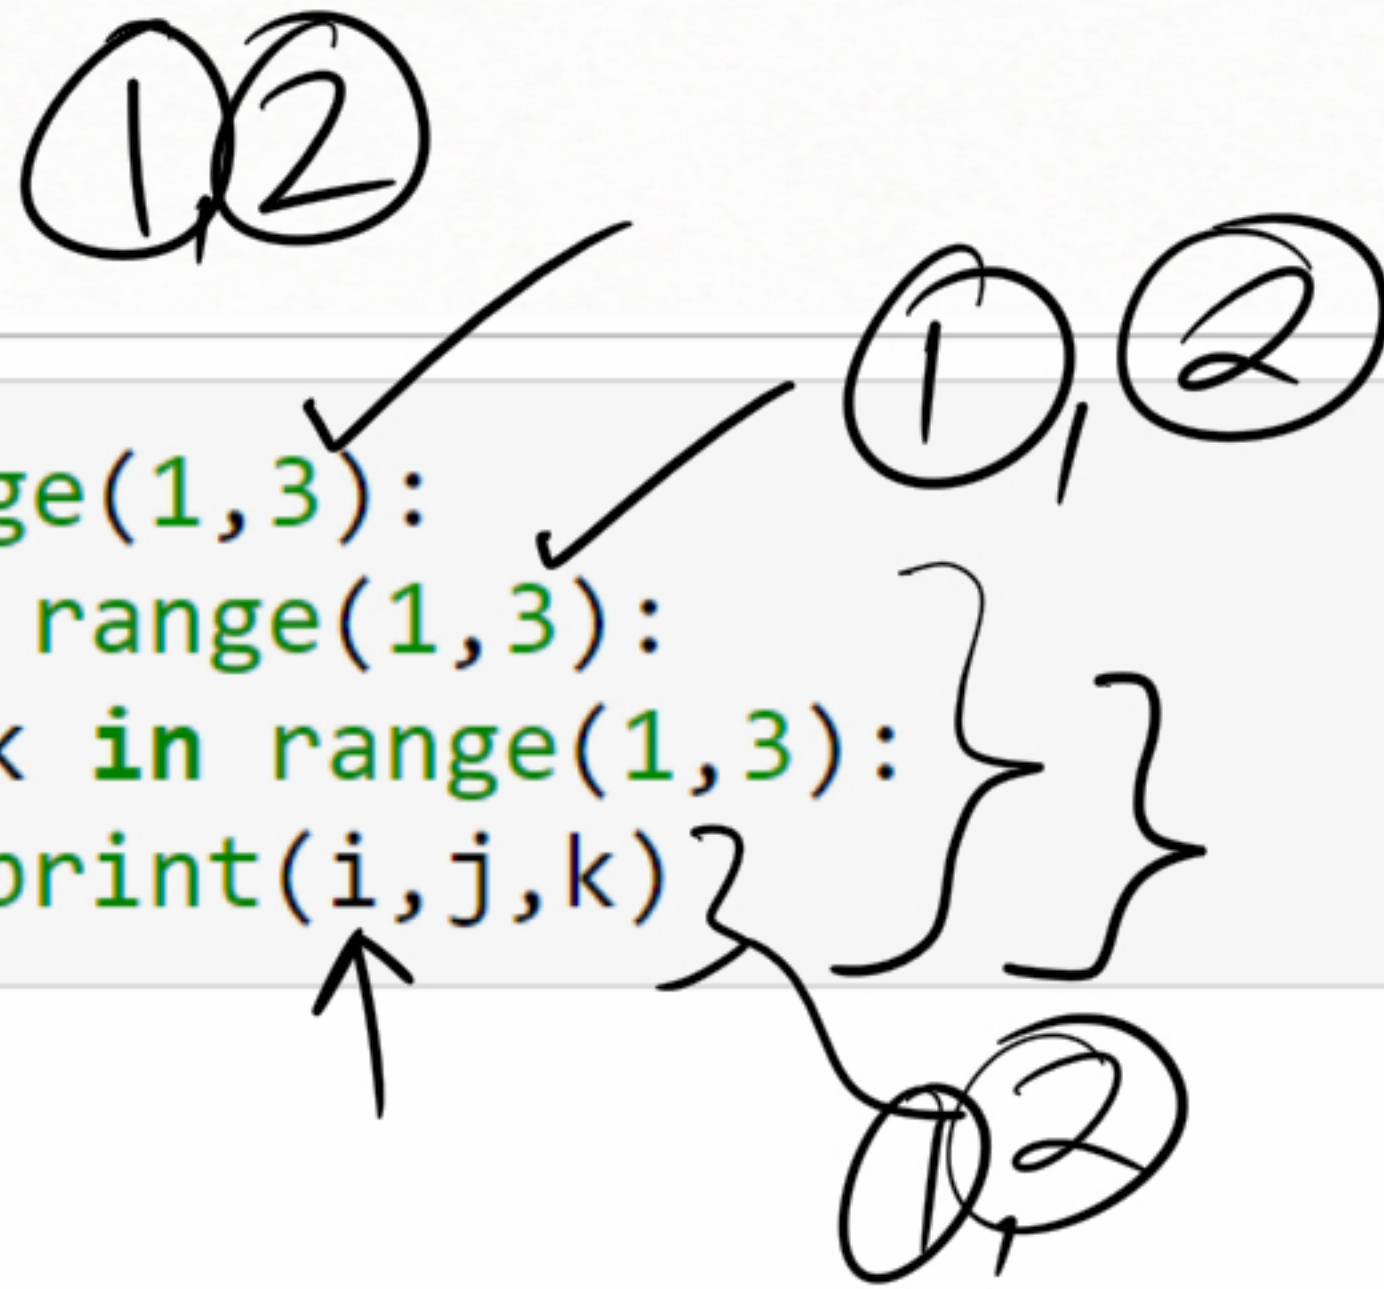 1, 2
1, 2
ge(1,3):
range(1,3):
k in range(1,3):
print(i,j,k)
1, 2